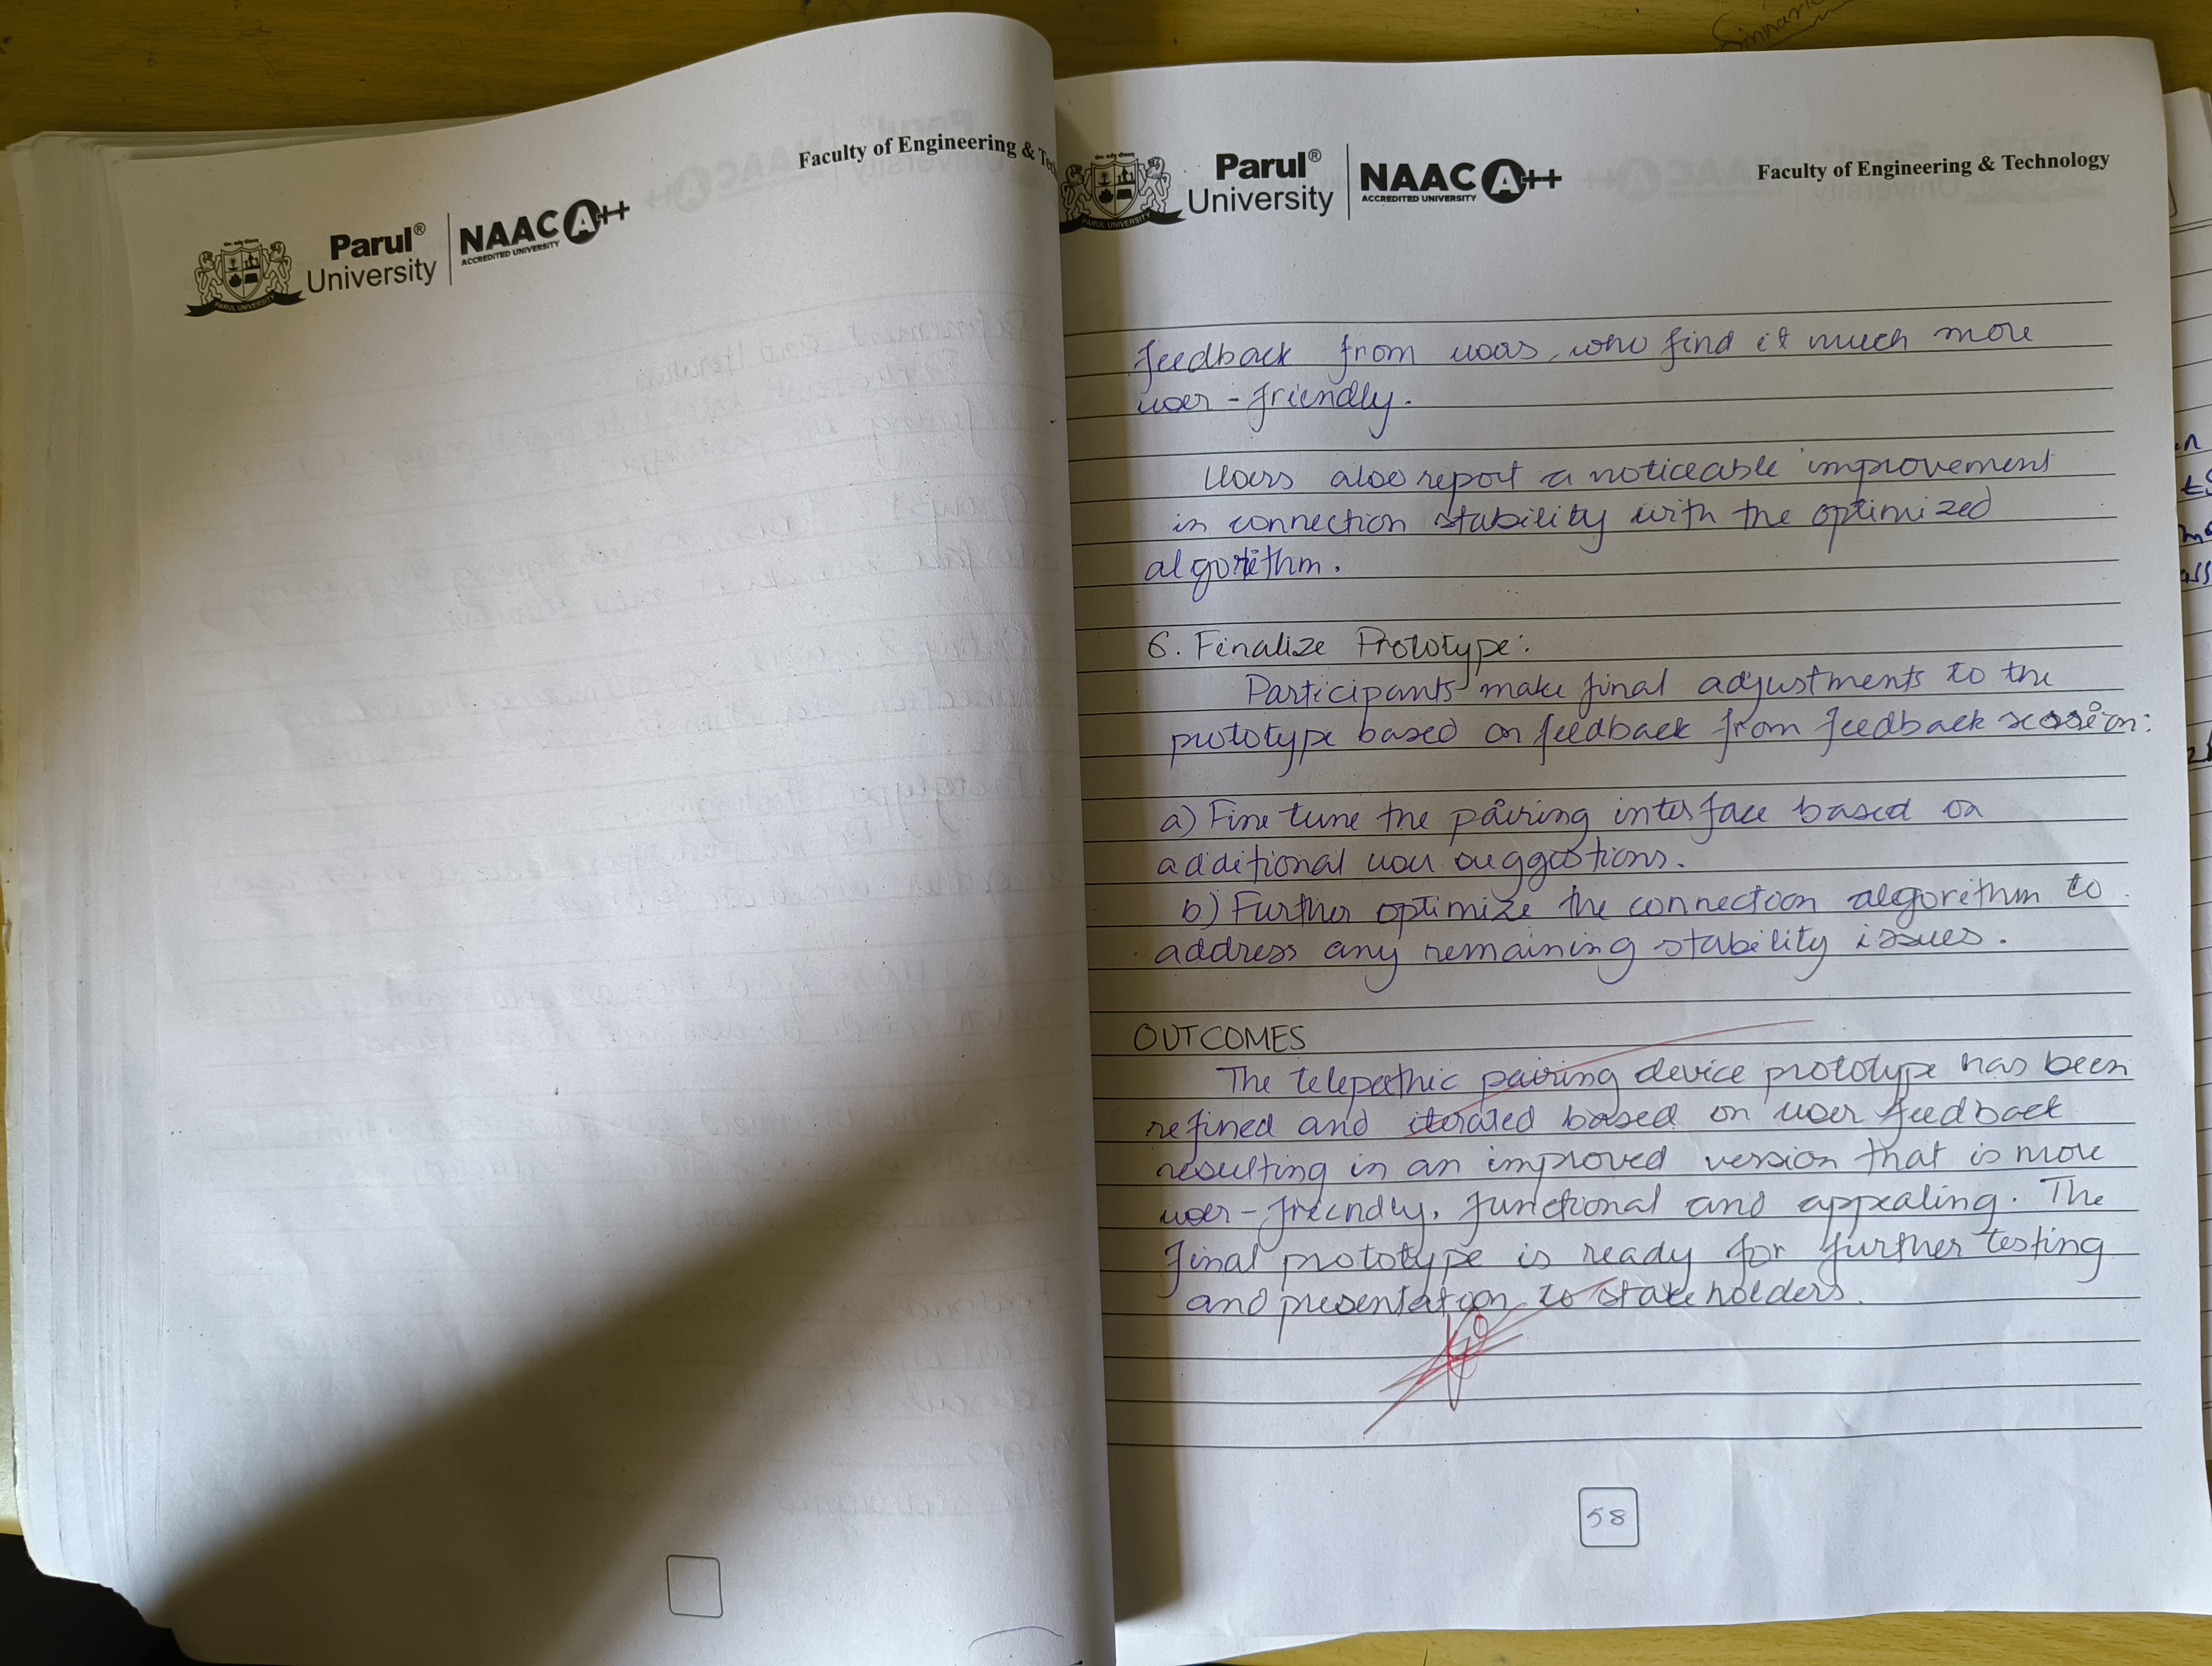 Faculty of Engineering & Tec
Parul®
University
NAAC A++
ACCREDITED UNIVERSITY
PARUL UNIVERSITY
Parul®
University
NAAC A++
ACCREDITED UNIVERSITY
PARUL UNIVERSITY
Faculty of Engineering & Technology
feedback from users, who find it much more
user-friendly.
Users also report a noticeable improvement
in connection stability with the optimized
algorithm.
6. Finalize Prototype:
Participants make final adjustments to the
prototype based on feedback from feedback session:
a) Fine tune the pairing interface based on
additional user suggestions.
b) Further optimize the connection algorithm to
address any remaining stability issues.
OUTCOMES
The telepathic pairing device prototype has been
refined and iterated based on user feedback
resulting in an improved version that is more
user-friendly, functional and appealing. The
final prototype is ready for further testing
and presentation to stakeholders.
58